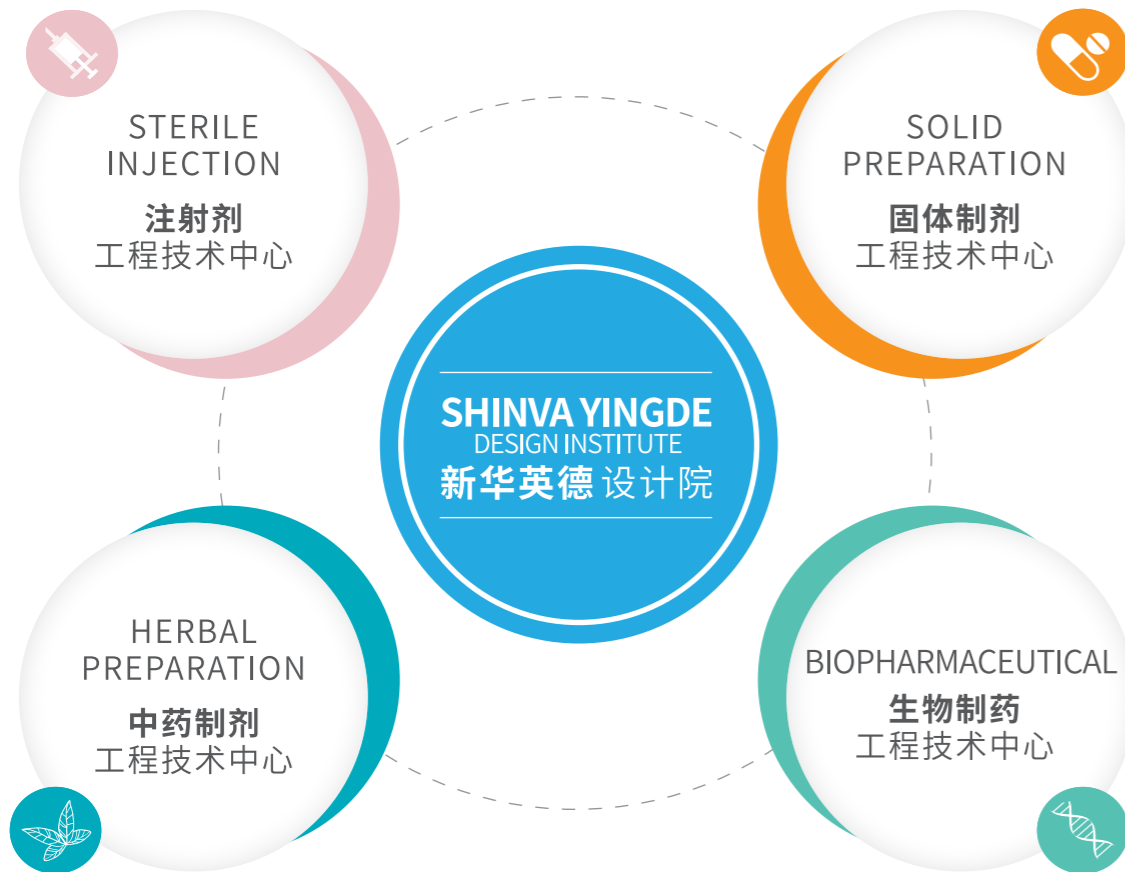 STERILE
INJECTION
注射剂
工程技术中心
SOLID
PREPARATION
固体制剂
工程技术中心
SHINVA YINGDE
DESIGN INSTITUTE
新华英德 设计院
HERBAL
PREPARATION
中药制剂
工程技术中心
BIOPHARMACEUTICAL
生物制药
工程技术中心